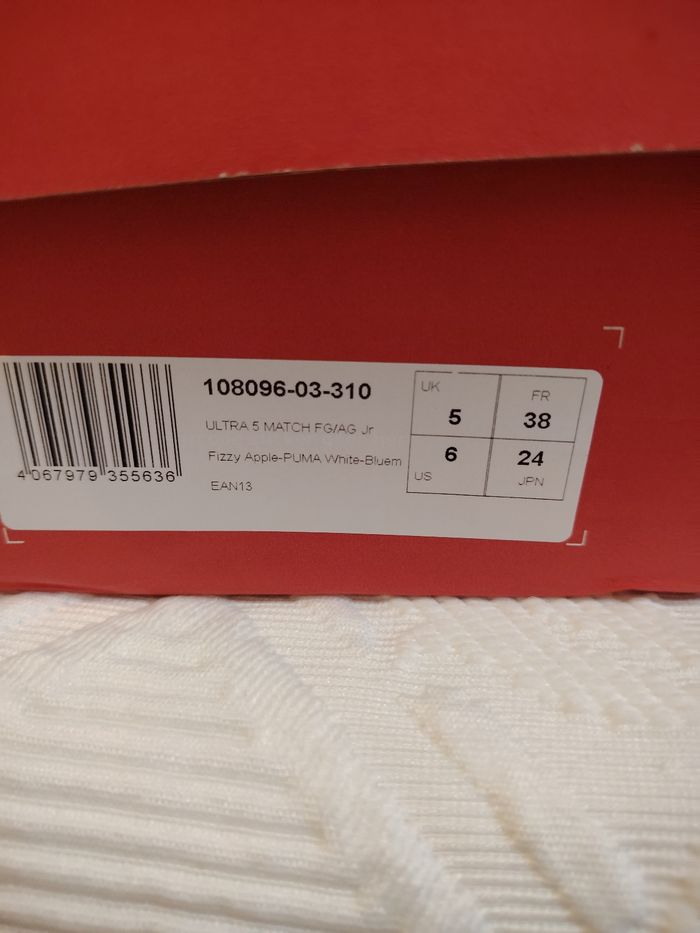 108096-03-310
ULTRA 5 MATCH FG/AG Jr
Fizzy Apple-PUMA White-Bluem
EAN13
4 067979 355636
UK
5
FR
38
6
US
24
JPN